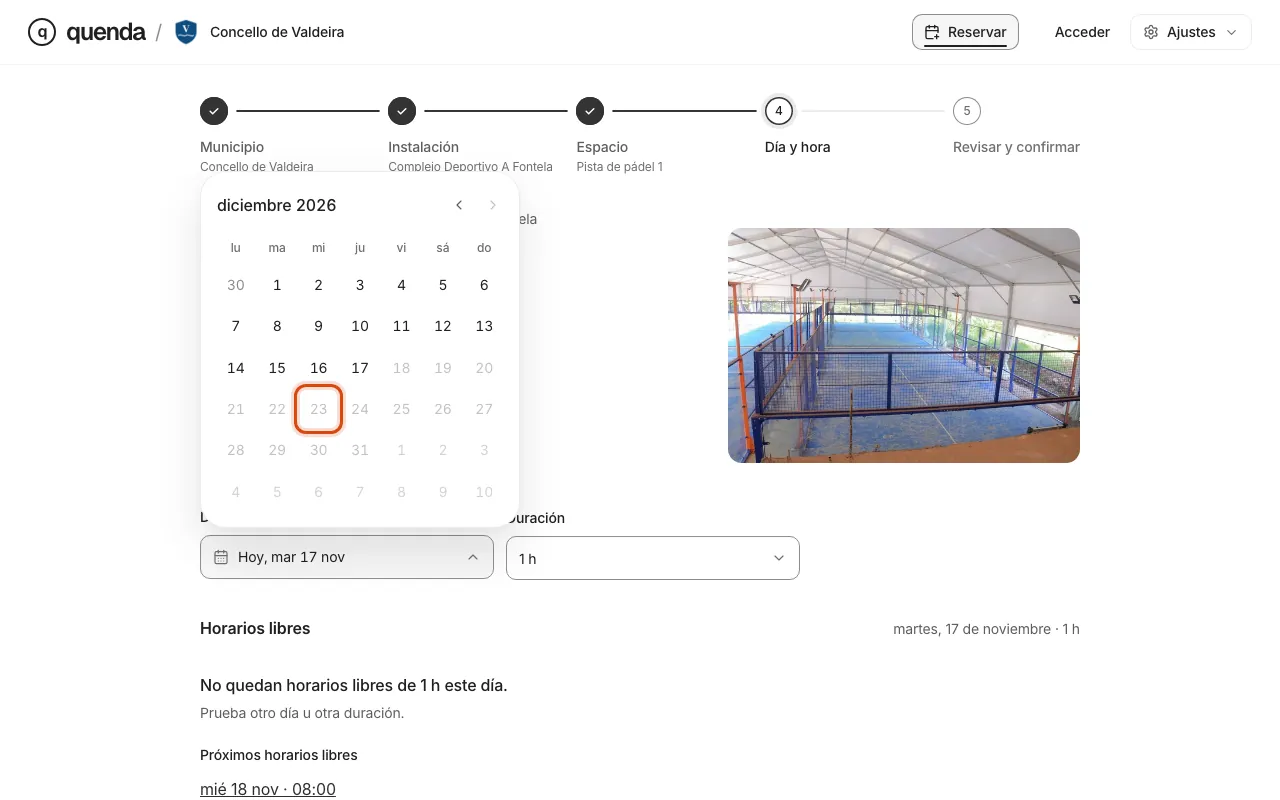 q quenda / V Concello de Valdeira
Reservar
Acceder
Ajustes
4
5
Municipio
Concello de Valdeira
Instalación
Complejo Deportivo A Fontela
Espacio
Pista de pádel 1
Día y hora
Revisar y confirmar
diciembre 2026
ela
lu ma mi ju vi sá do
30 1 2 3 4 5 6
7 8 9 10 11 12 13
14 15 16 17 18 19 20
21 22 23 24 25 26 27
28 29 30 31 1 2 3
4 5 6 7 8 9 10
Duración
Hoy, mar 17 nov
1 h
Horarios libres
martes, 17 de noviembre · 1 h
No quedan horarios libres de 1 h este día.
Prueba otro día u otra duración.
Próximos horarios libres
mié 18 nov · 08:00